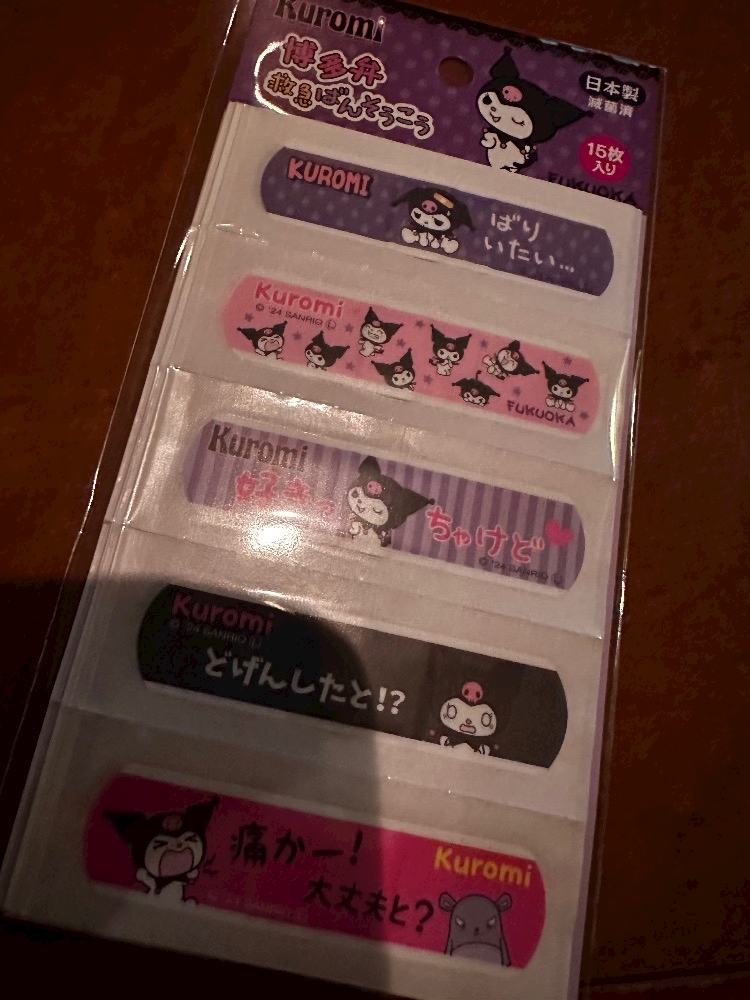 Kuromi
博多弁
救急ばんそうこう
日本製
滅菌済
15枚
入り
FUKUOKA
KUROMI
ばり
いたい…
Kuromi
© '24 SANRIO Ⓛ
FUKUOKA
Kuromi
好きっ
ちゃけど
© '24 SANRIO Ⓛ
Kuromi
© '24 SANRIO Ⓛ
どげんしたと!?
痛かー!
大丈夫と?
Kuromi